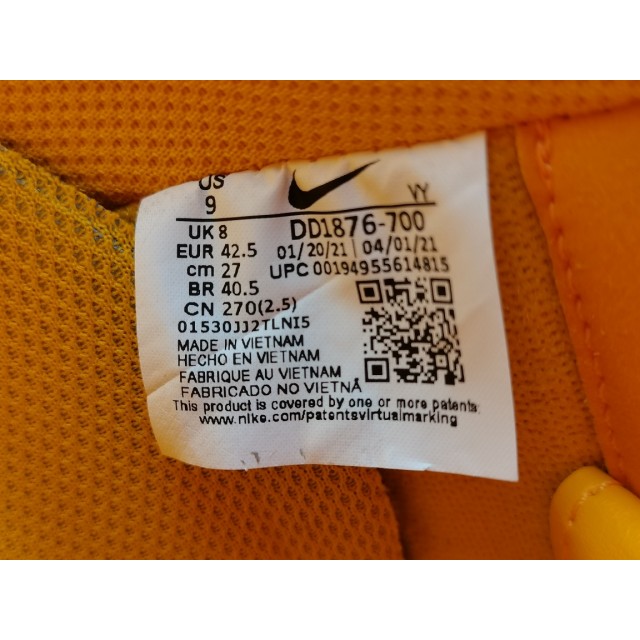 US
9 VY
UK 8 DD1876-700
EUR 42.5 01/20/21 04/01/21
cm 27 UPC 00194955614815
BR 40.5
CN 270(2.5)
01530JJ2TLNI5
MADE IN VIETNAM
HECHO EN VIETNAM
FABRIQUE AU VIETNAM
FABRICADO NO VIETNÃ
This product is covered by one or more patents:
www.nike.com/patentsvirtualmarking